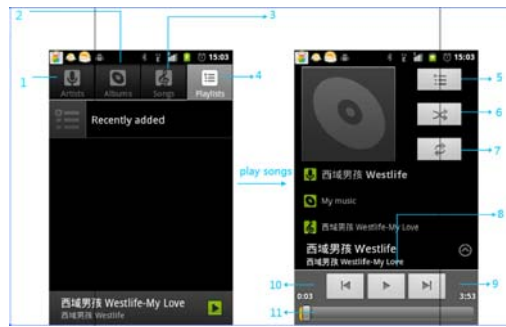 2
3
15:03
15:03
1
4
Artists
Albums
Songs
Playlists
Recently added
5
6
7
play songs
西域男孩 Westlife
My music
西域男孩 Westlife-My Love
8
西域男孩 Westlife
西域男孩 Westlife-My Love
10
9
0:03
3:53
西域男孩 Westlife-My Love
西域男孩 Westlife
11